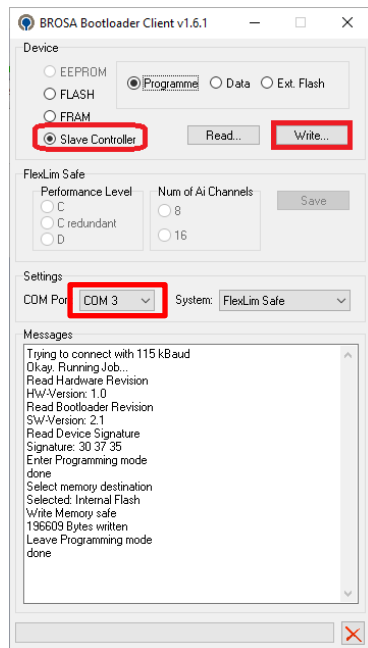 BROSA Bootloader Client v1.6.1
Device
EEPROM
FLASH
FRAM
Slave Controller
Programme Data Ext. Flash
Read... Write...
FlexLim Safe
Performance Level
C
C redundant
D
Num of Ai Channels
8
16
Save
Settings
COM Por COM 3 System: FlexLim Safe
Messages
Trying to connect with 115 kBaud
Okay. Running Job...
Read Hardware Revision
HW-Version: 1.0
Read Bootloader Revision
SW-Version: 2.1
Read Device Signature
Signature: 30 37 35
Enter Programming mode
done
Select memory destination
Selected: Internal Flash
Write Memory safe
196609 Bytes written
Leave Programming mode
done